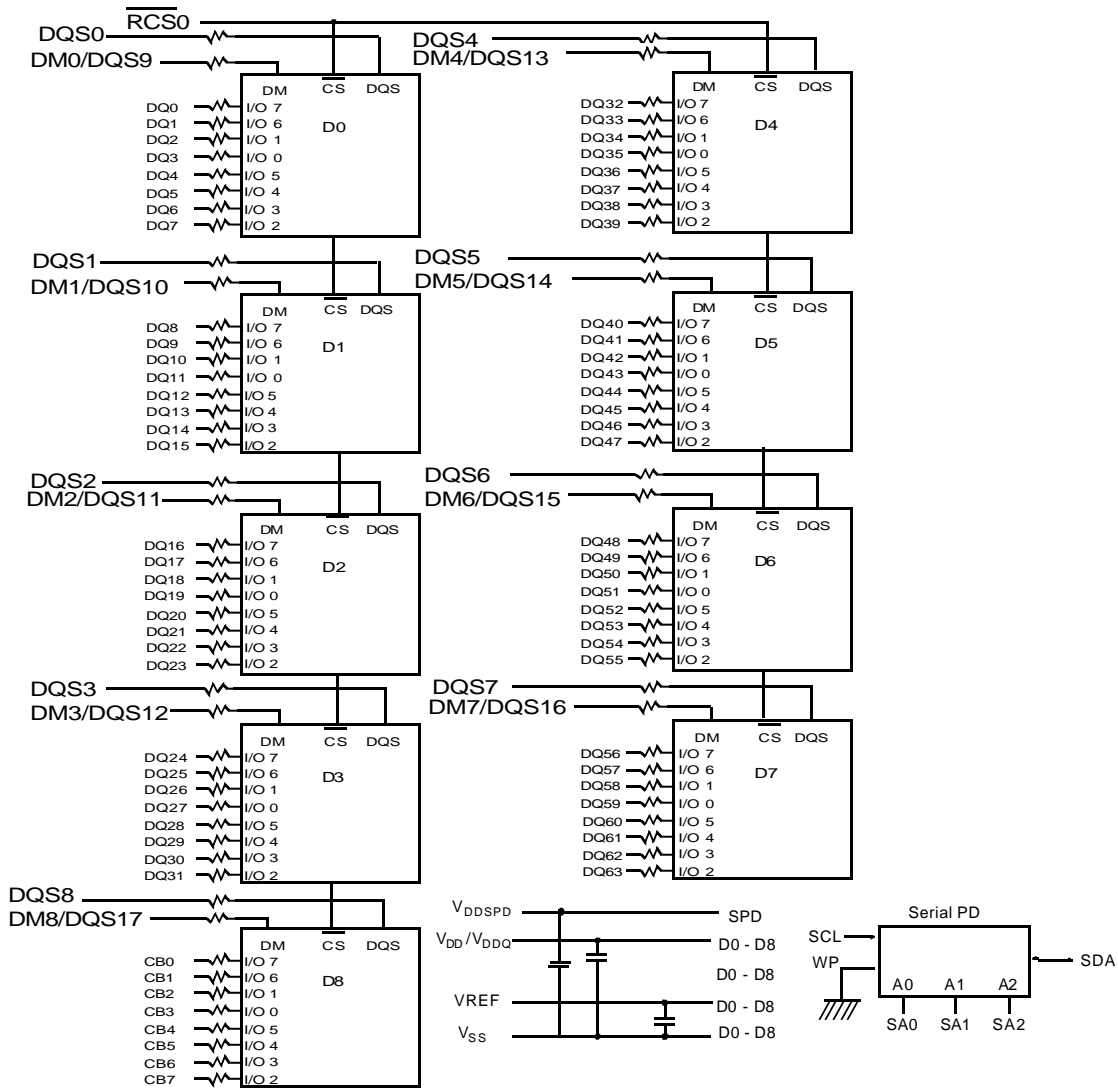 RCS0
DQS0
DM0/DQS9
DM CS DQS
D0
DQ0 I/O 7
DQ1 I/O 6
DQ2 I/O 1
DQ3 I/O 0
DQ4 I/O 5
DQ5 I/O 4
DQ6 I/O 3
DQ7 I/O 2
DQS1
DM1/DQS10
DM CS DQS
D1
DQ8 I/O 7
DQ9 I/O 6
DQ10 I/O 1
DQ11 I/O 0
DQ12 I/O 5
DQ13 I/O 4
DQ14 I/O 3
DQ15 I/O 2
DQS2
DM2/DQS11
DM CS DQS
D2
DQ16 I/O 7
DQ17 I/O 6
DQ18 I/O 1
DQ19 I/O 0
DQ20 I/O 5
DQ21 I/O 4
DQ22 I/O 3
DQ23 I/O 2
DQS3
DM3/DQS12
DM CS DQS
D3
DQ24 I/O 7
DQ25 I/O 6
DQ26 I/O 1
DQ27 I/O 0
DQ28 I/O 5
DQ29 I/O 4
DQ30 I/O 3
DQ31 I/O 2
DQS8
DM8/DQS17
DM CS DQS
D8
CB0 I/O 7
CB1 I/O 6
CB2 I/O 1
CB3 I/O 0
CB4 I/O 5
CB5 I/O 4
CB6 I/O 3
CB7 I/O 2
DQS4
DM4/DQS13
DM CS DQS
D4
DQ32 I/O 7
DQ33 I/O 6
DQ34 I/O 1
DQ35 I/O 0
DQ36 I/O 5
DQ37 I/O 4
DQ38 I/O 3
DQ39 I/O 2
DQS5
DM5/DQS14
DM CS DQS
D5
DQ40 I/O 7
DQ41 I/O 6
DQ42 I/O 1
DQ43 I/O 0
DQ44 I/O 5
DQ45 I/O 4
DQ46 I/O 3
DQ47 I/O 2
DQS6
DM6/DQS15
DM CS DQS
D6
DQ48 I/O 7
DQ49 I/O 6
DQ50 I/O 1
DQ51 I/O 0
DQ52 I/O 5
DQ53 I/O 4
DQ54 I/O 3
DQ55 I/O 2
DQS7
DM7/DQS16
DM CS DQS
D7
DQ56 I/O 7
DQ57 I/O 6
DQ58 I/O 1
DQ59 I/O 0
DQ60 I/O 5
DQ61 I/O 4
DQ62 I/O 3
DQ63 I/O 2
VDDSPD SPD
VDD/VDDQ D0 - D8
D0 - D8
VREF D0 - D8
VSS D0 - D8
Serial PD
SCL
WP
SDA
A0 A1 A2
SA0 SA1 SA2